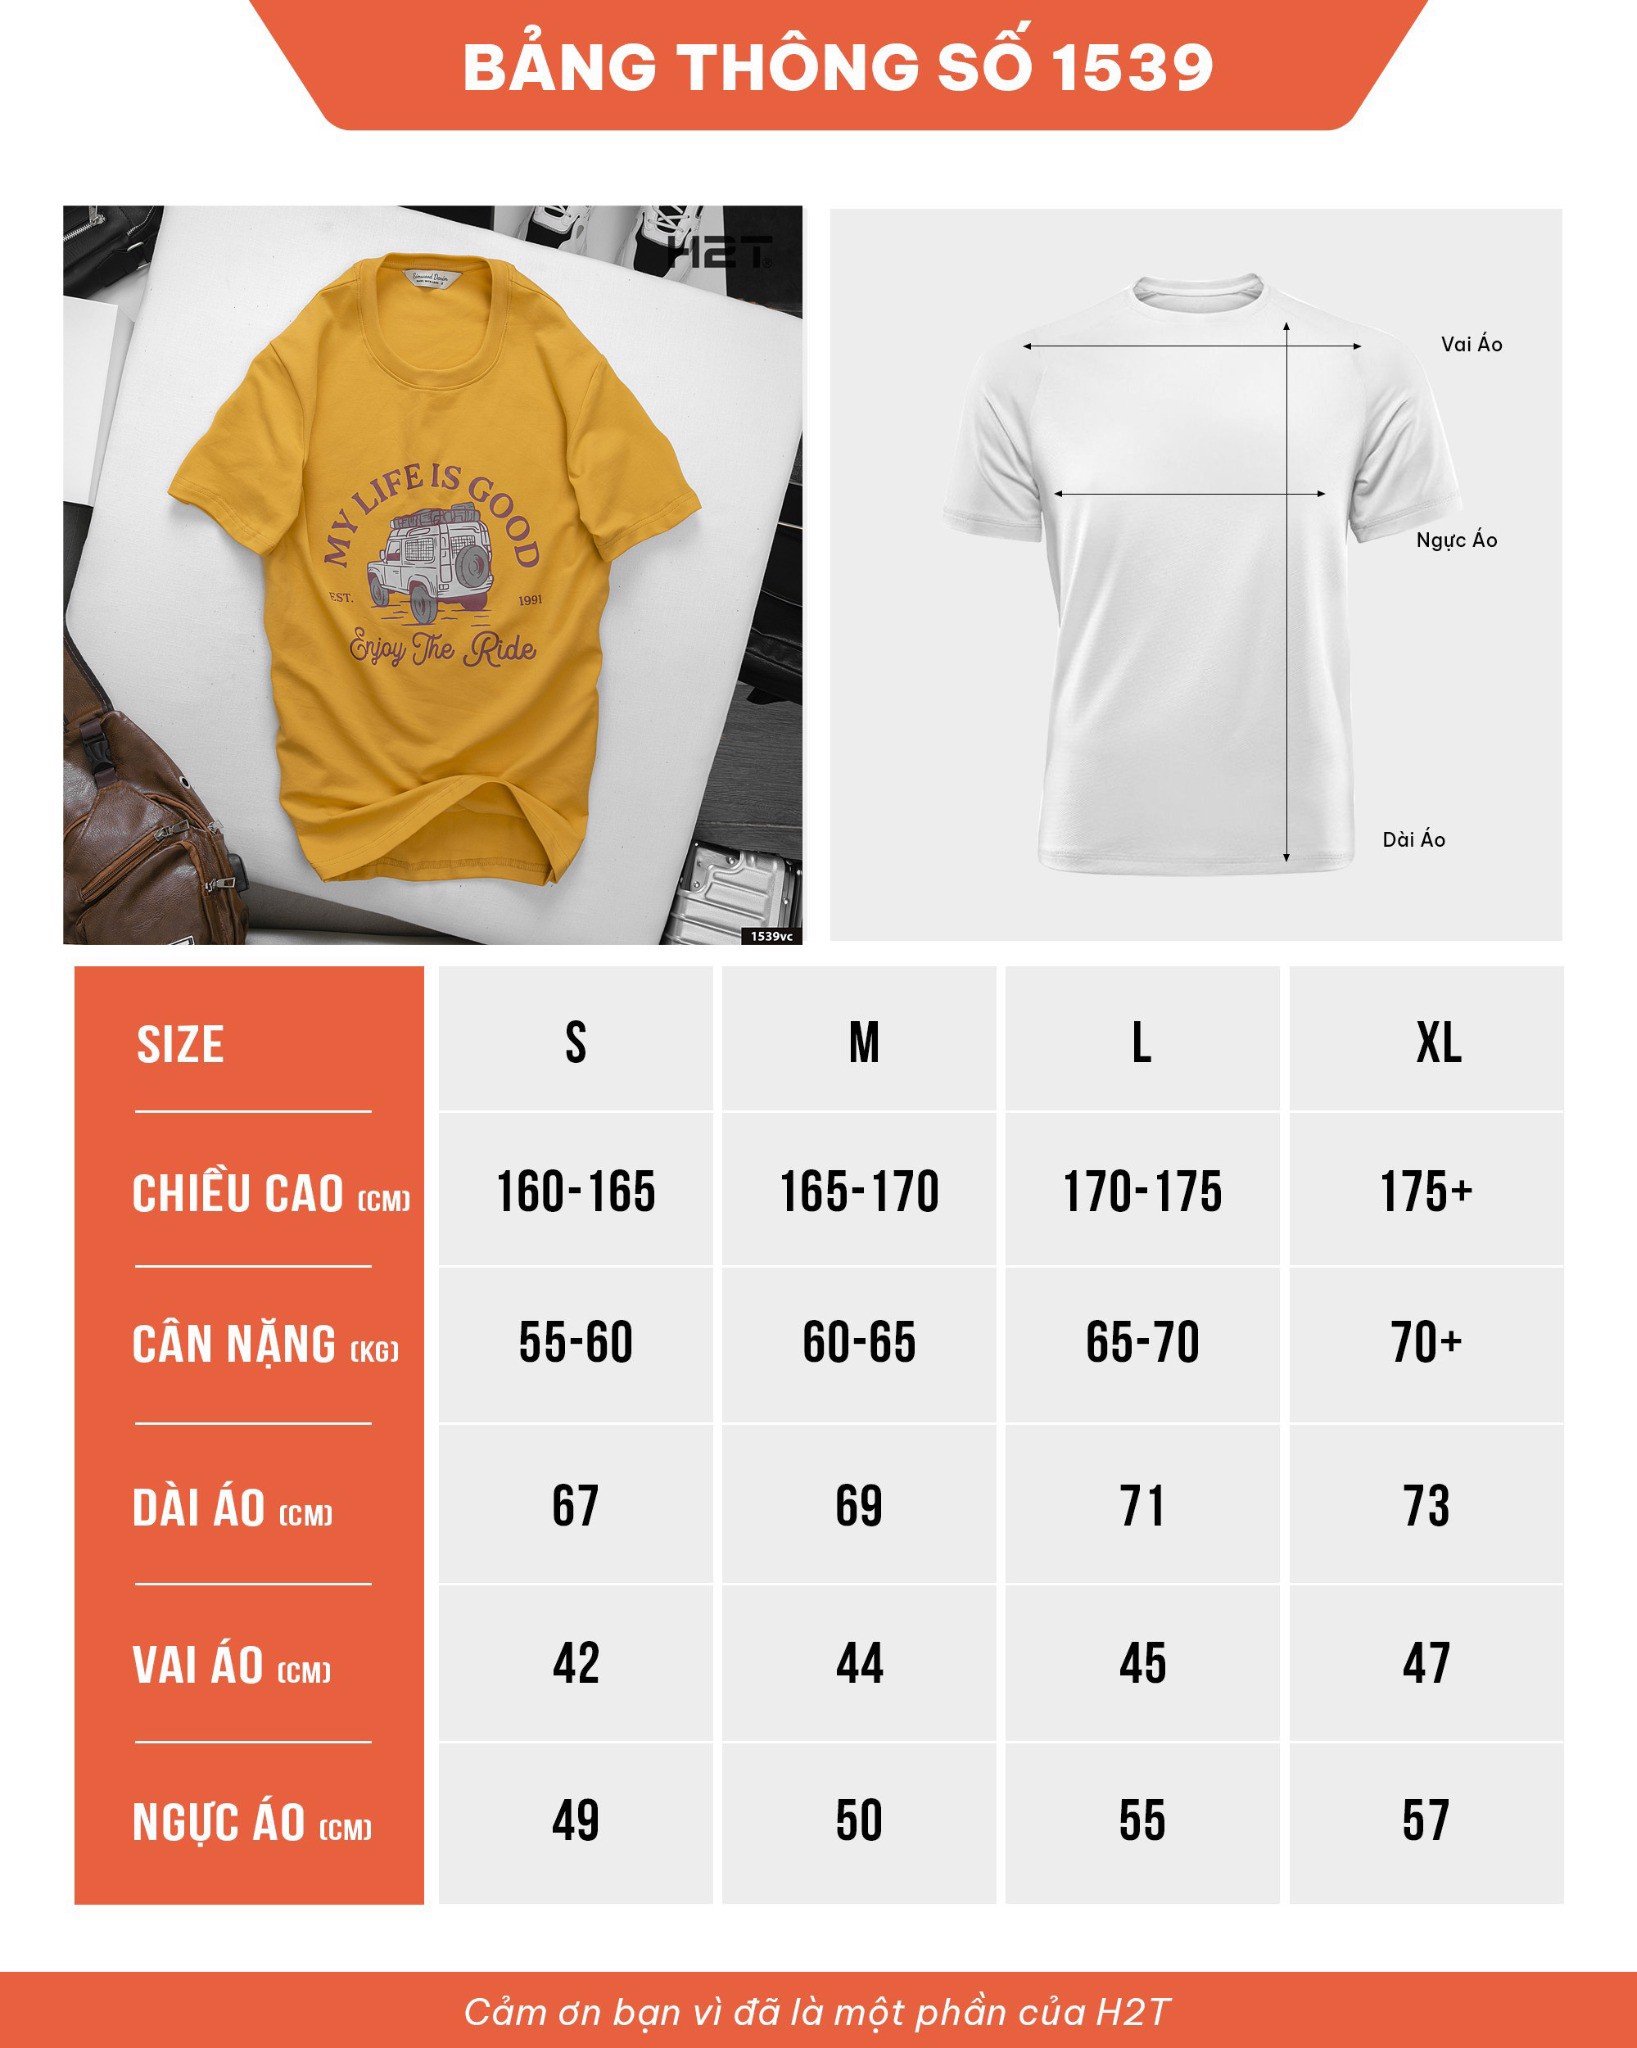 BẢNG THÔNG SỐ 1539
H2T®
MY LIFE IS GOOD
EST. 1991
Enjoy The Ride
1539vc
Vai Áo
Ngực Áo
Dài Áo
SIZE S M L XL
CHIỀU CAO (CM) 160-165 165-170 170-175 175+
CÂN NẶNG (KG) 55-60 60-65 65-70 70+
DÀI ÁO (CM) 67 69 71 73
VAI ÁO (CM) 42 44 45 47
NGỰC ÁO (CM) 49 50 55 57
Cảm ơn bạn vì đã là một phần của H2T